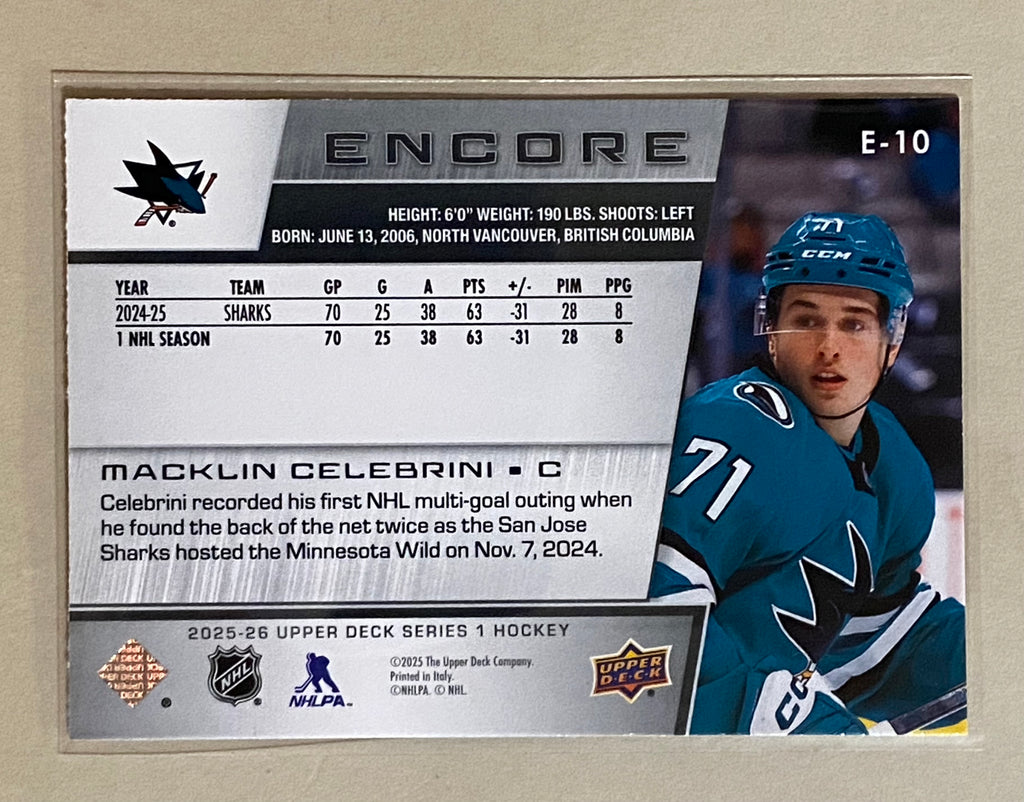 ENCORE
E-10
HEIGHT: 6'0" WEIGHT: 190 LBS. SHOOTS: LEFT
BORN: JUNE 13, 2006, NORTH VANCOUVER, BRITISH COLUMBIA
YEAR TEAM GP G A PTS +/- PIM PPG
2024-25 SHARKS 70 25 38 63 -31 28 8
1 NHL SEASON 70 25 38 63 -31 28 8
71
CCM
71
MACKLIN CELEBRINI ▪ C
Celebrini recorded his first NHL multi-goal outing when
he found the back of the net twice as the San Jose
Sharks hosted the Minnesota Wild on Nov. 7, 2024.
2025-26 UPPER DECK SERIES 1 HOCKEY
NHL
NHLPA™
©2025 The Upper Deck Company.
Printed in Italy.
©NHLPA. © NHL.
UPPER
D·E·C·K